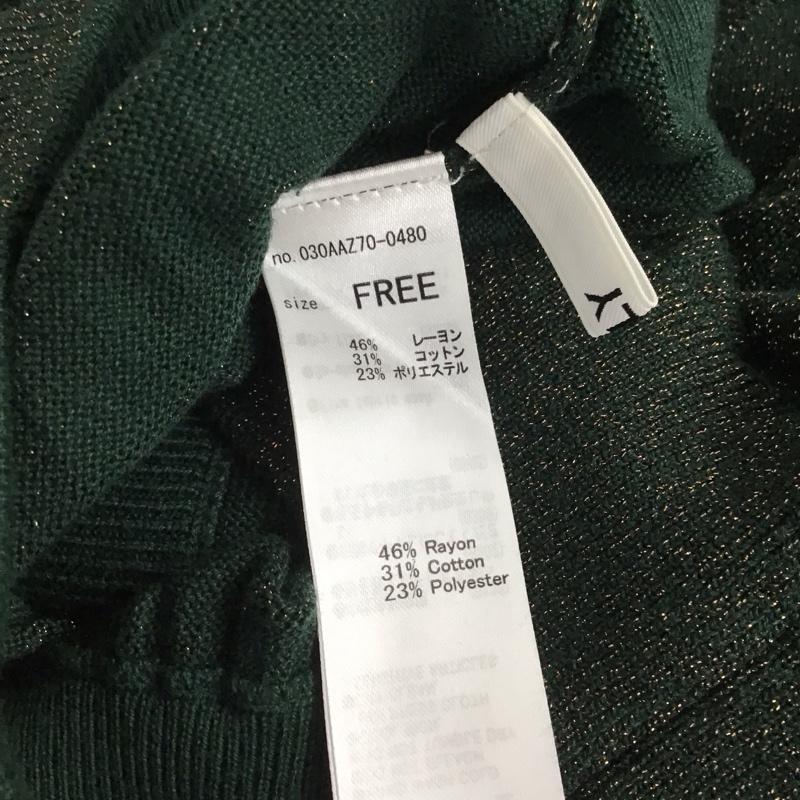 no. 030AAZ70-0480
size FREE
46% レーヨン
31% コットン
23% ポリエステル
46% Rayon
31% Cotton
23% Polyester